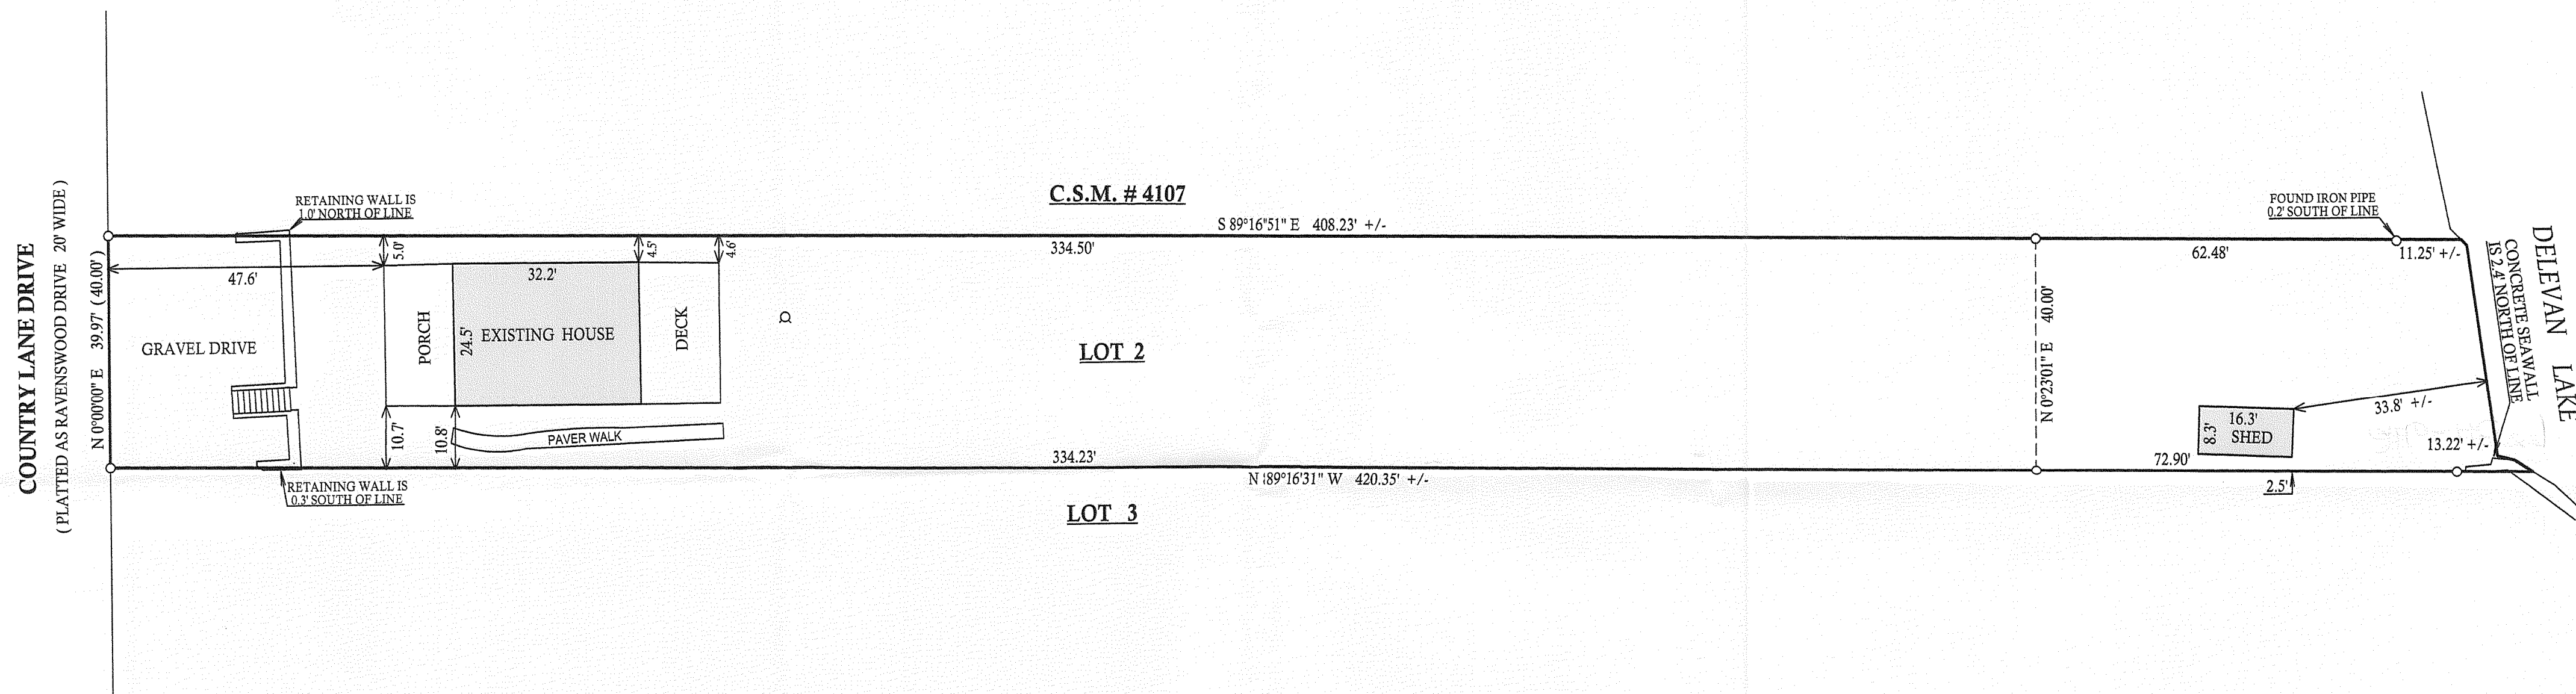 COUNTRY LANE DRIVE
( PLATTED AS RAVENSWOOD DRIVE 20' WIDE )
N 0°00'00" E 39.97' ( 40.00' )
RETAINING WALL IS
1.0' NORTH OF LINE
C.S.M. # 4107
S 89°16'51" E 408.23' +/-
334.50'
FOUND IRON PIPE
0.2' SOUTH OF LINE
62.48'
11.25' +/-
47.6'
5.0'
4.5'
4.6'
32.2'
24.5'
EXISTING HOUSE
PORCH
DECK
GRAVEL DRIVE
LOT 2
N 0°23'01" E 40.00'
CONCRETE SEAWALL
IS 2.4' NORTH OF LINE
DELEVAN LAKE
33.8' +/-
16.3'
8.3'
SHED
13.22' +/-
72.90'
2.5'
10.7'
10.8'
PAVER WALK
334.23'
N 89°16'31" W 420.35' +/-
RETAINING WALL IS
0.3' SOUTH OF LINE
LOT 3